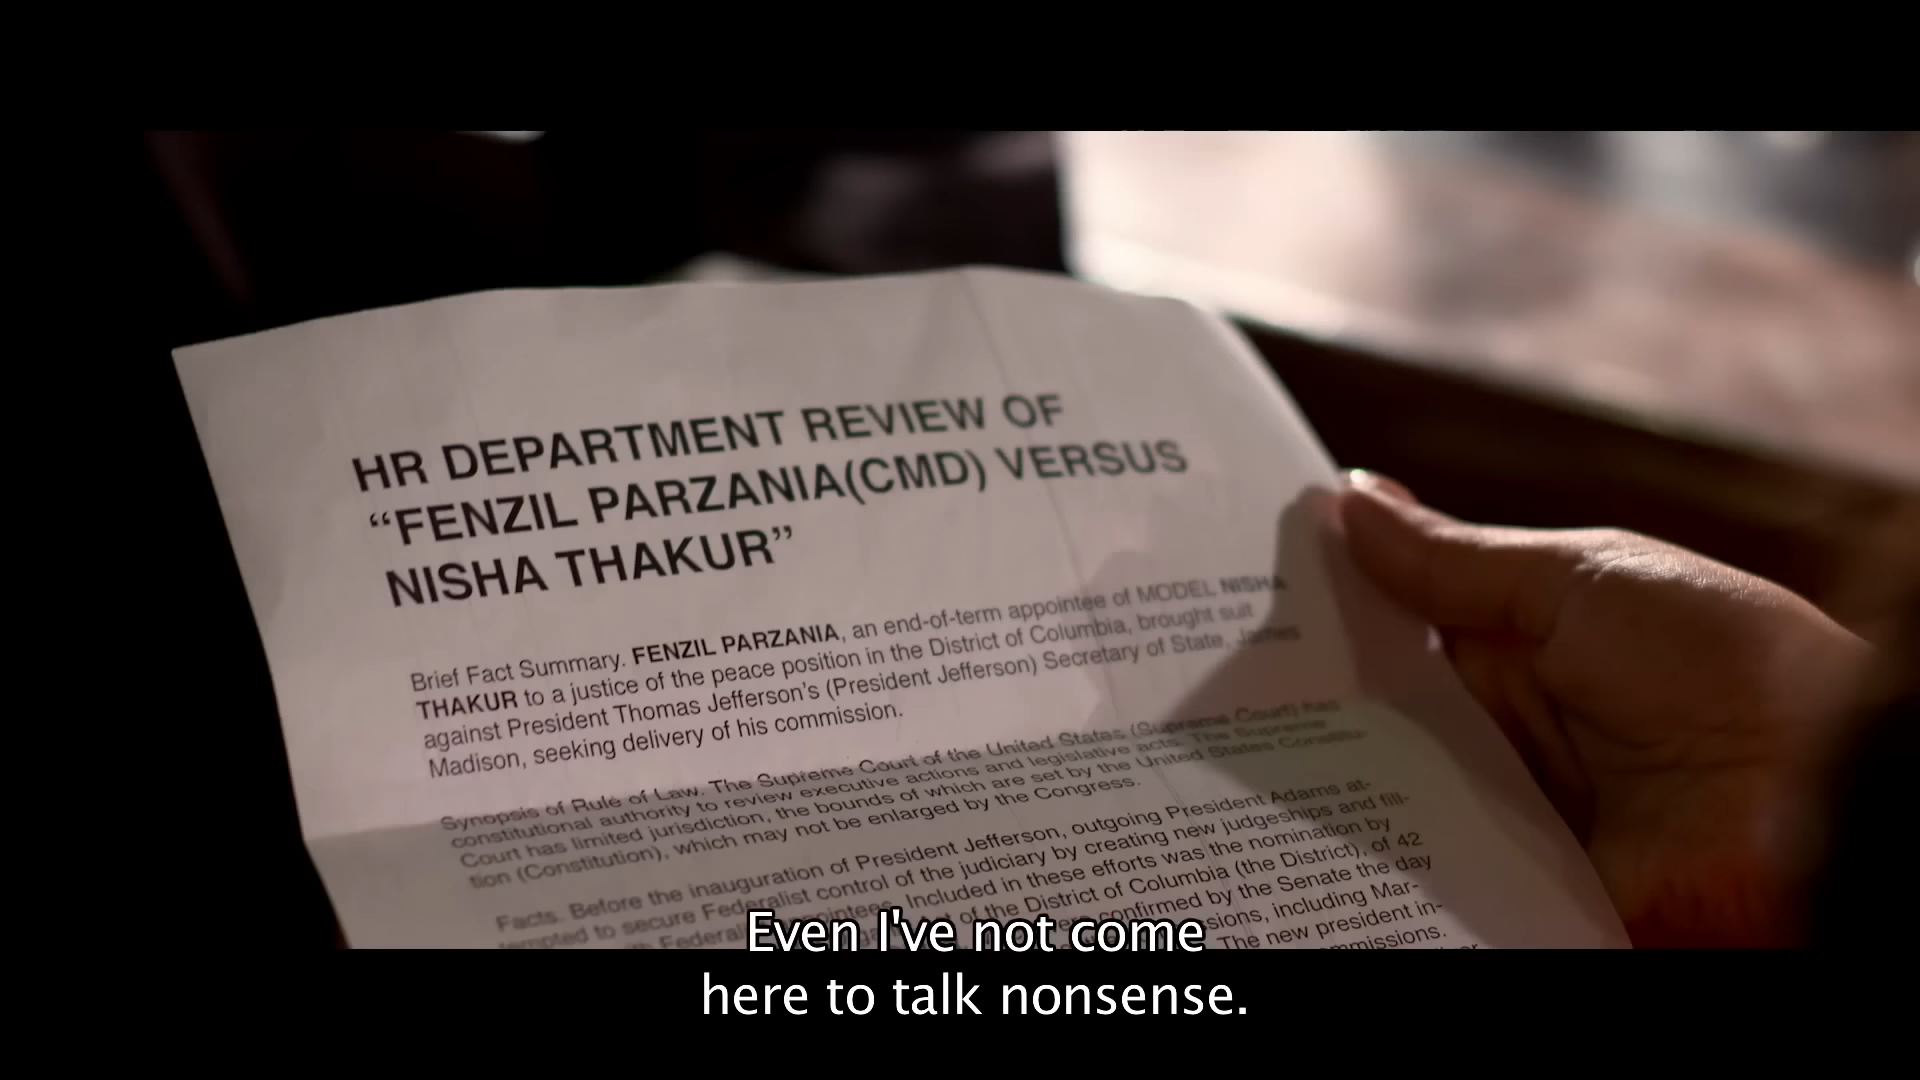 HR DEPARTMENT REVIEW OF
“FENZIL PARZANIA(CMD) VERSUS
NISHA THAKUR”
Brief Fact Summary. FENZIL PARZANIA, an end-of-term appointee of MODEL NISHA
THAKUR to a justice of the peace position in the District of Columbia, brought suit
against President Thomas Jefferson’s (President Jefferson) Secretary of State, James
Madison, seeking delivery of his commission.
Synopsis of Rule of Law. The Supreme Court of the United States (Supreme Court) has
constitutional authority to review executive actions and legislative acts. The Supreme
Court has limited jurisdiction, the bounds of which are set by the United States Constitu-
tion (Constitution), which may not be enlarged by the Congress.
Facts. Before the inauguration of President Jefferson, outgoing President Adams at-
tempted to secure Federalist control of the judiciary by creating new judgeships and fill-
Federal appointees. Included in these efforts was the nomination by
of the District of Columbia (the District), of 42
confirmed by the Senate the day
sions, including Mar-
The new president in-
mmissions.
Even I've not come
here to talk nonsense.